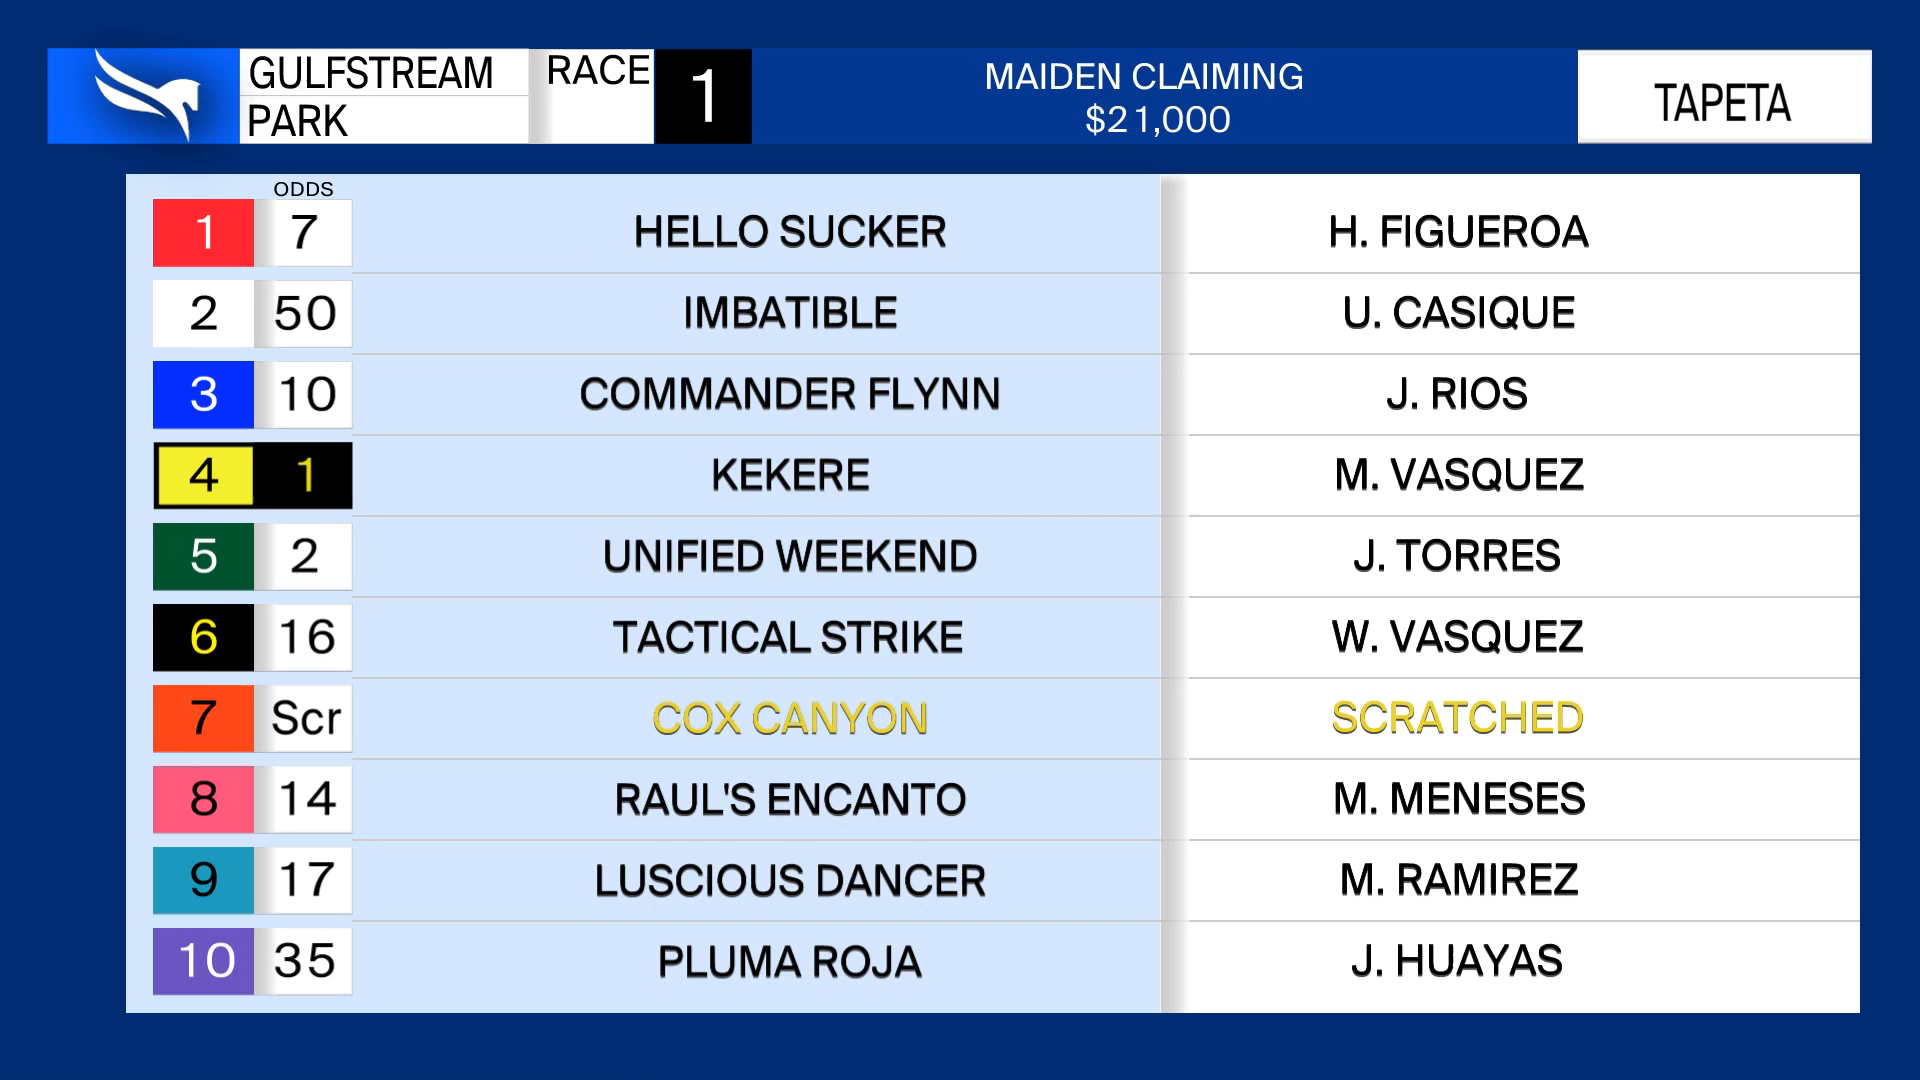 GULFSTREAM
PARK
RACE
1
MAIDEN CLAIMING
$21,000
TAPETA
ODDS
1 7 HELLO SUCKER H. FIGUEROA
2 50 IMBATIBLE U. CASIQUE
3 10 COMMANDER FLYNN J. RIOS
4 1 KEKERE M. VASQUEZ
5 2 UNIFIED WEEKEND J. TORRES
6 16 TACTICAL STRIKE W. VASQUEZ
7 Scr COX CANYON SCRATCHED
8 14 RAUL'S ENCANTO M. MENESES
9 17 LUSCIOUS DANCER M. RAMIREZ
10 35 PLUMA ROJA J. HUAYAS